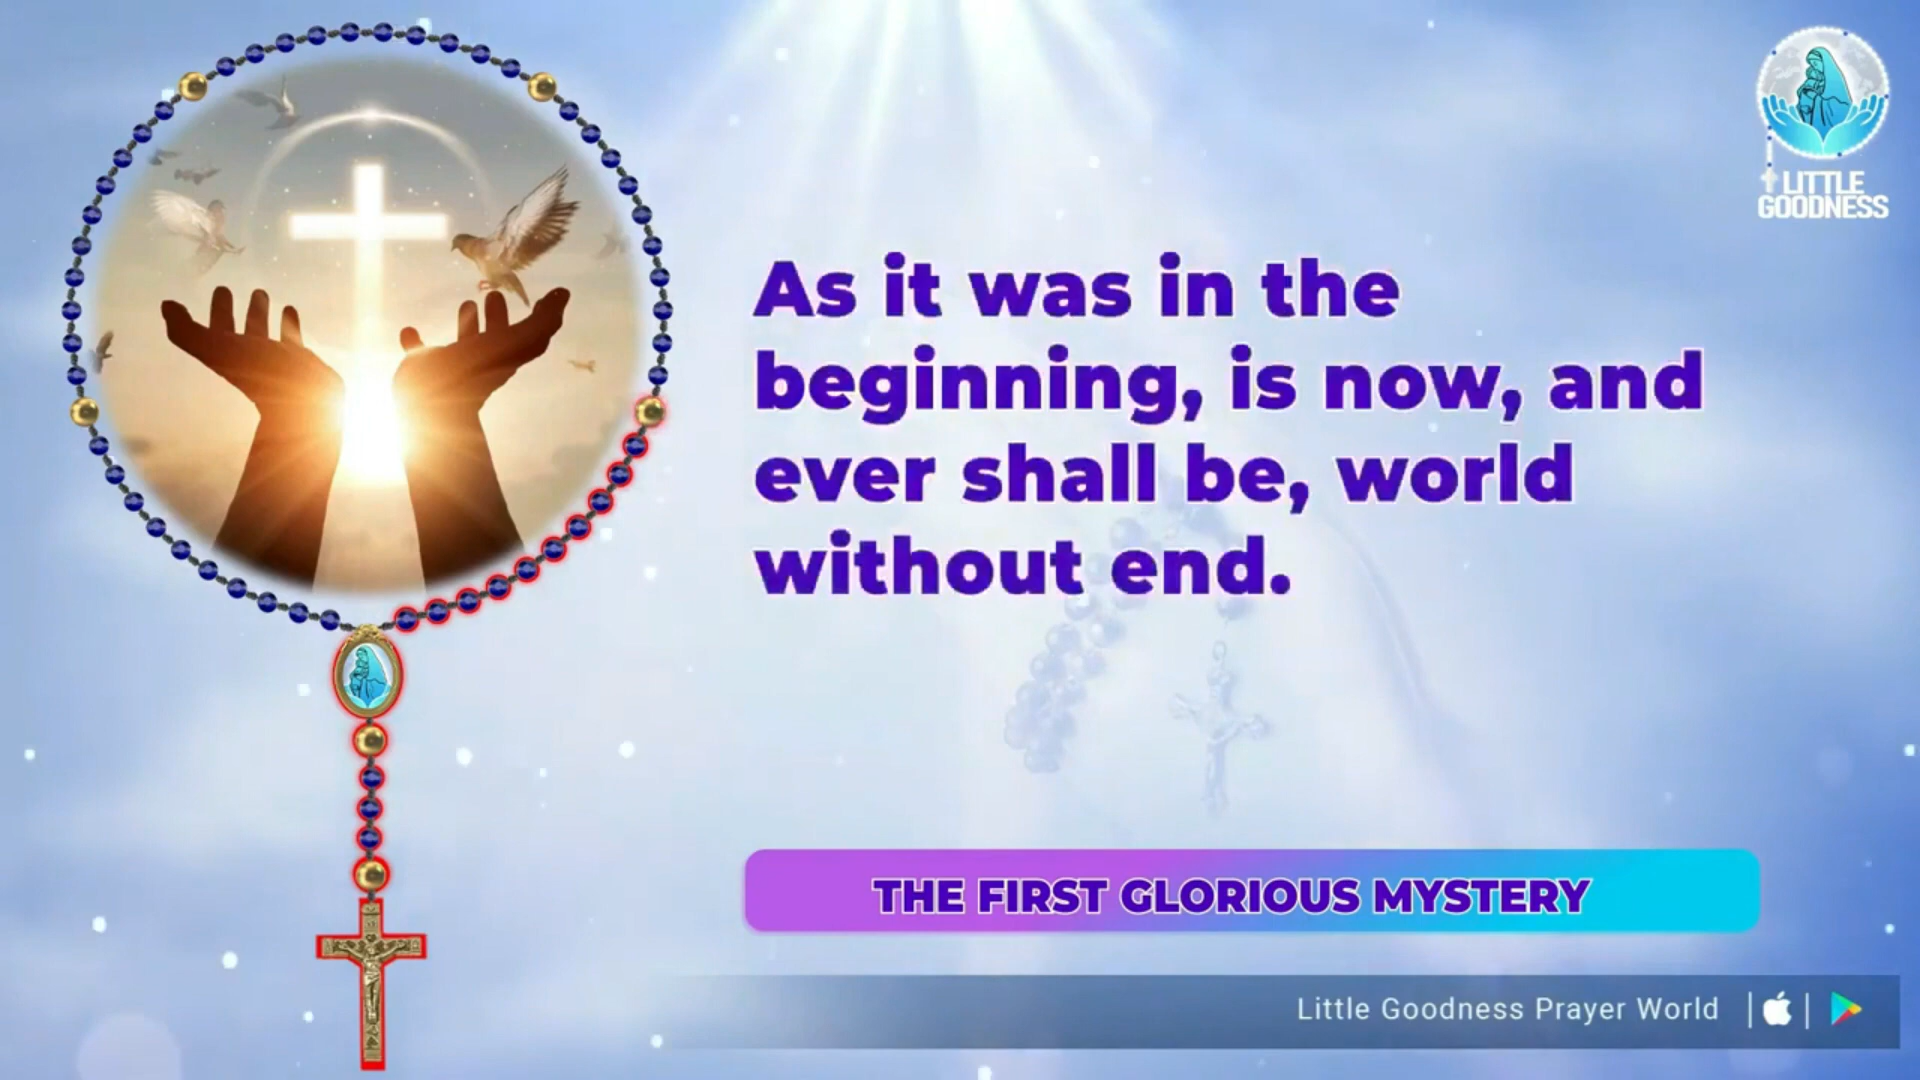 LITTLE
GOODNESS
As it was in the
beginning, is now, and
ever shall be, world
without end.
THE FIRST GLORIOUS MYSTERY
Little Goodness Prayer World